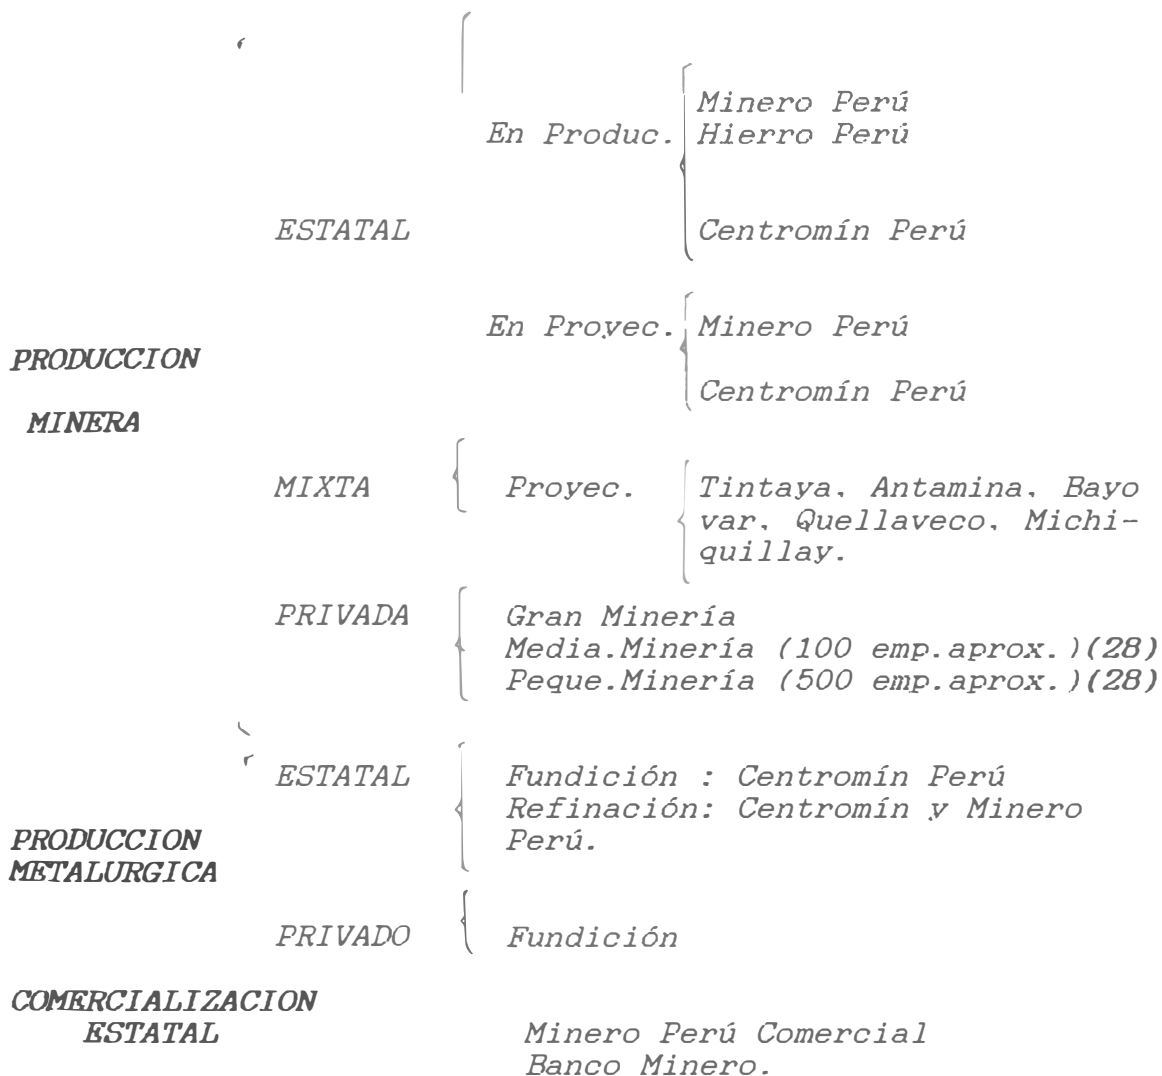 Minero Perú
En Produc. Hierro Perú
ESTATAL Centromín Perú
En Proyec. Minero Perú
PRODUCCION
Centromín Perú
MINERA
MIXTA Proyec. Tintaya, Antamina, Bayo
var, Quellaveco, Michi-
quillay.
PRIVADA Gran Minería
Media.Minería (100 emp.aprox.)(28)
Peque.Minería (500 emp.aprox.)(28)
ESTATAL Fundición : Centromín Perú
Refinación: Centromín y Minero
PRODUCCION Perú.
METALURGICA
PRIVADO Fundición
COMERCIALIZACION
ESTATAL Minero Perú Comercial
Banco Minero.